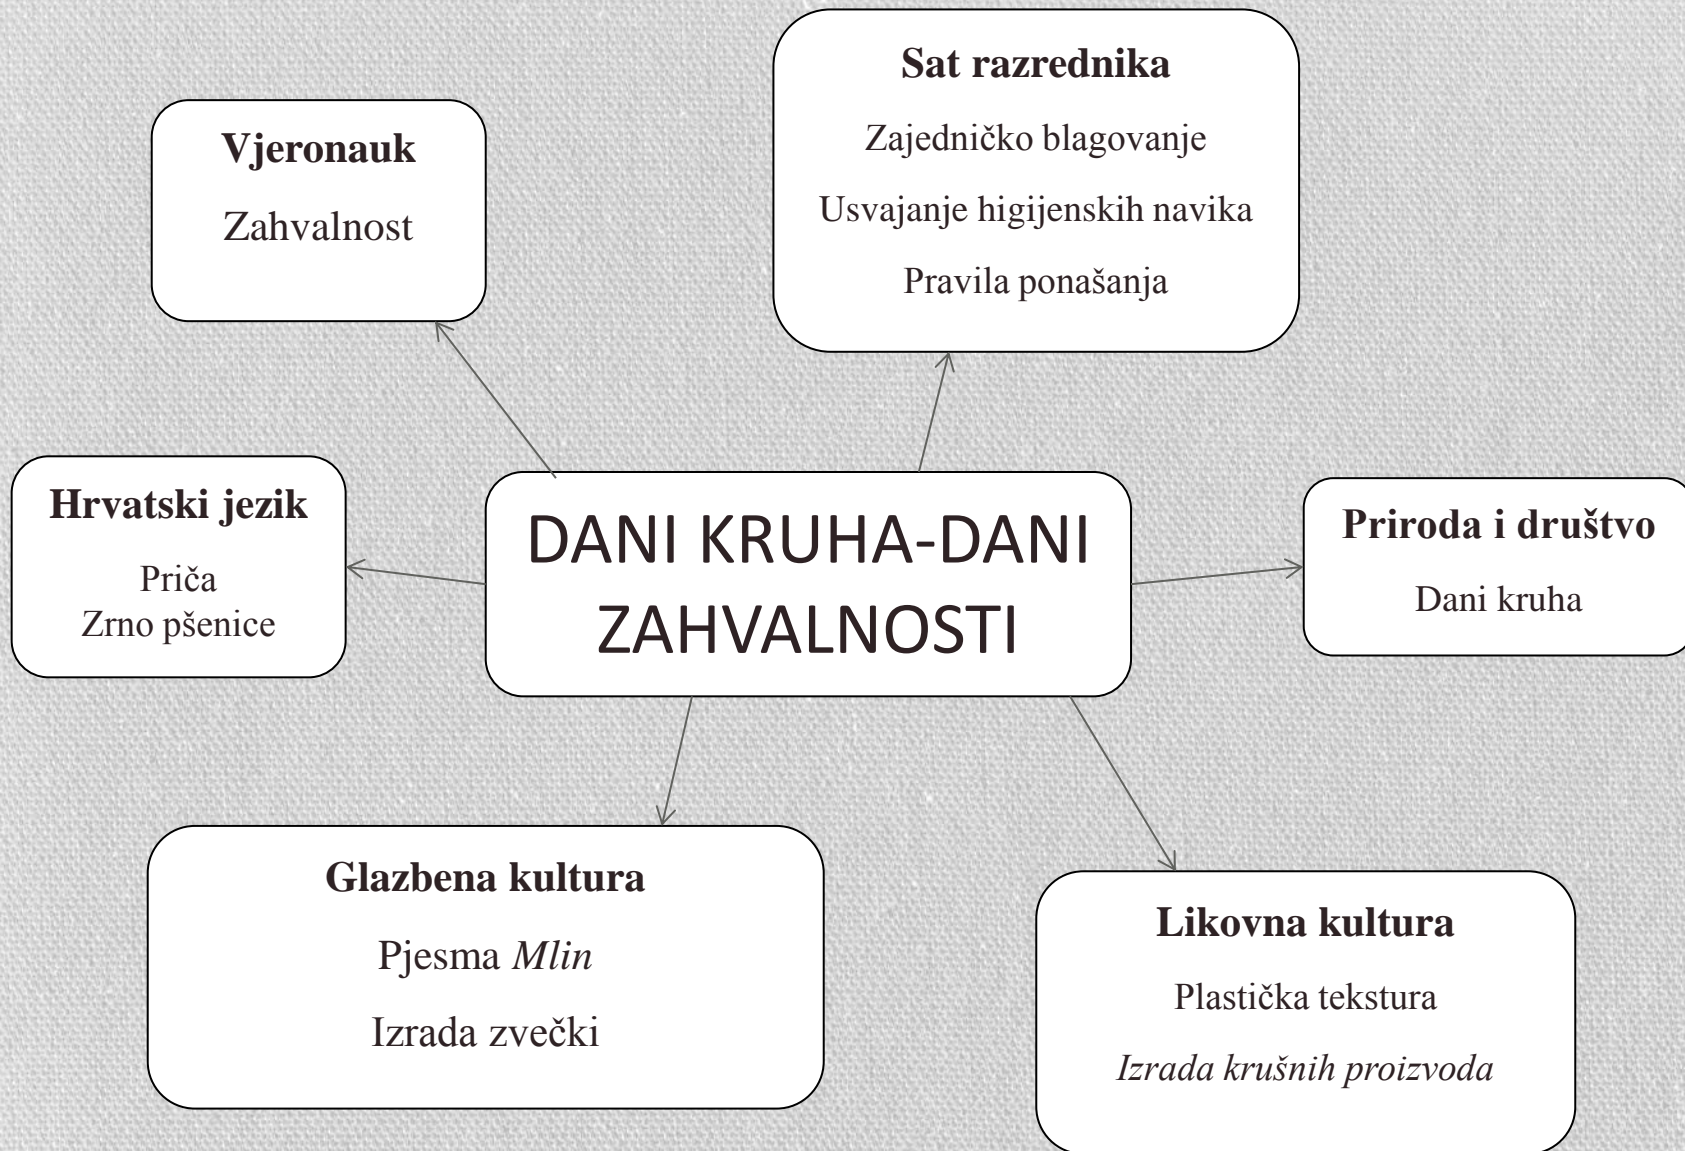 Sat razrednika
Zajedničko blagovanje
Usvajanje higijenskih navika
Pravila ponašanja
Vjeronauk
Zahvalnost
Hrvatski jezik
Priča
Zrno pšenice
DANI KRUHA-DANI
ZAHVALNOSTI
Priroda i društvo
Dani kruha
Glazbena kultura
Pjesma Mlin
Izrada zvečki
Likovna kultura
Plastička tekstura
Izrada krušnih proizvoda